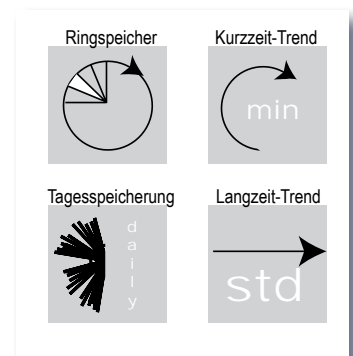 Ringspeicher
Kurzzeit-Trend
min
Tagesspeicherung
Langzeit-Trend
daily
std